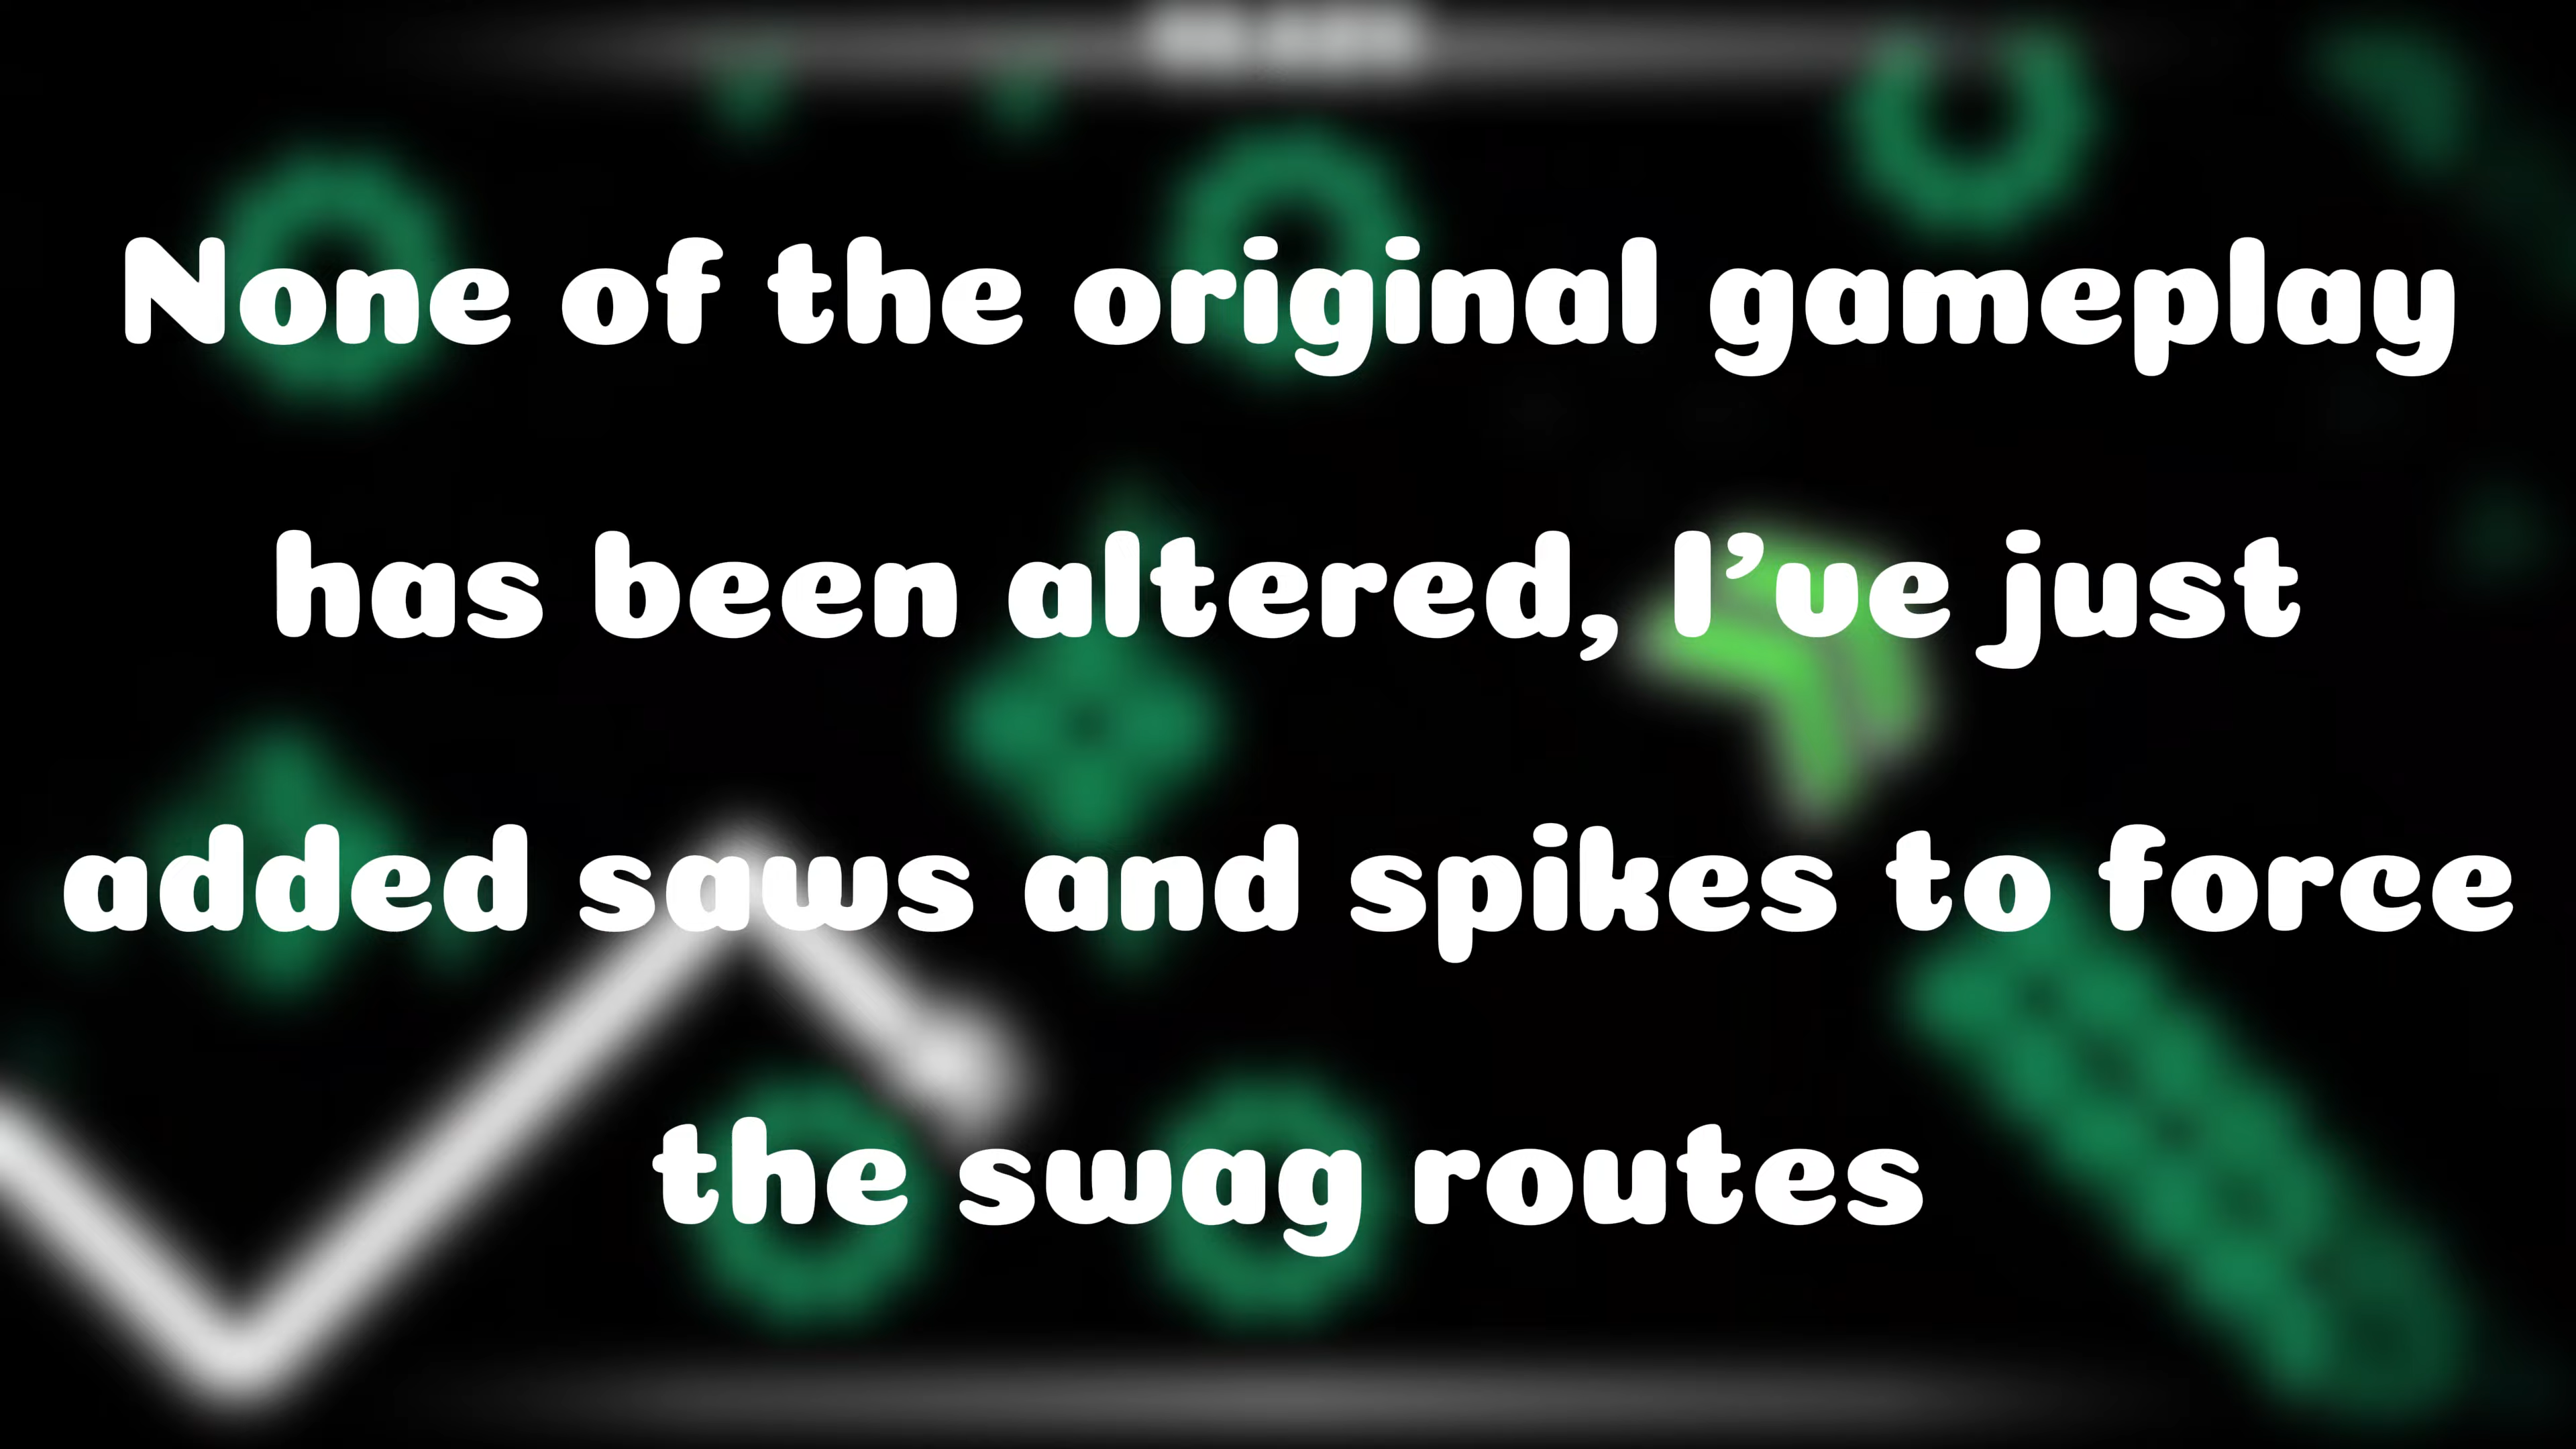 None of the original gameplay
has been altered, I’ve just
added saws and spikes to force
the swag routes